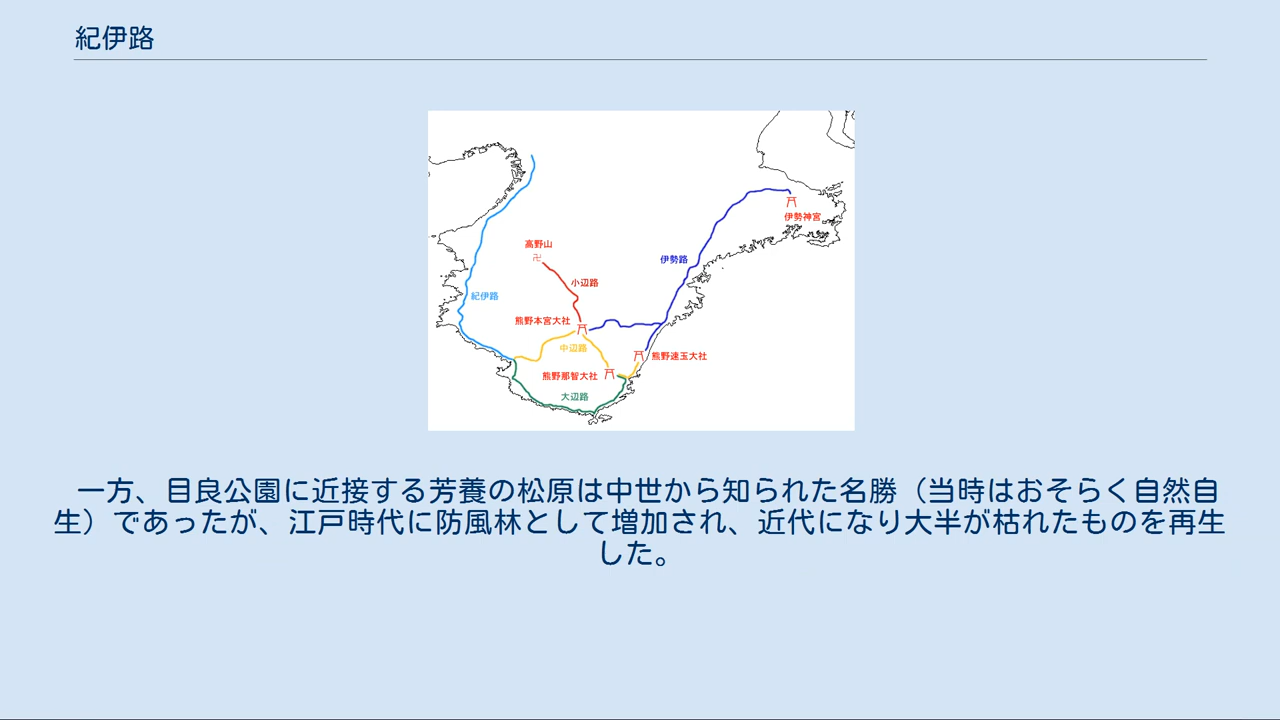 紀伊路
伊勢神宮
高野山
卍
伊勢路
小辺路
紀伊路
熊野本宮大社
中辺路
熊野速玉大社
熊野那智大社
大辺路
一方、目良公園に近接する芳養の松原は中世から知られた名勝（当時はおそらく自然自
生）であったが、江戸時代に防風林として増加され、近代になり大半が枯れたものを再生
した。